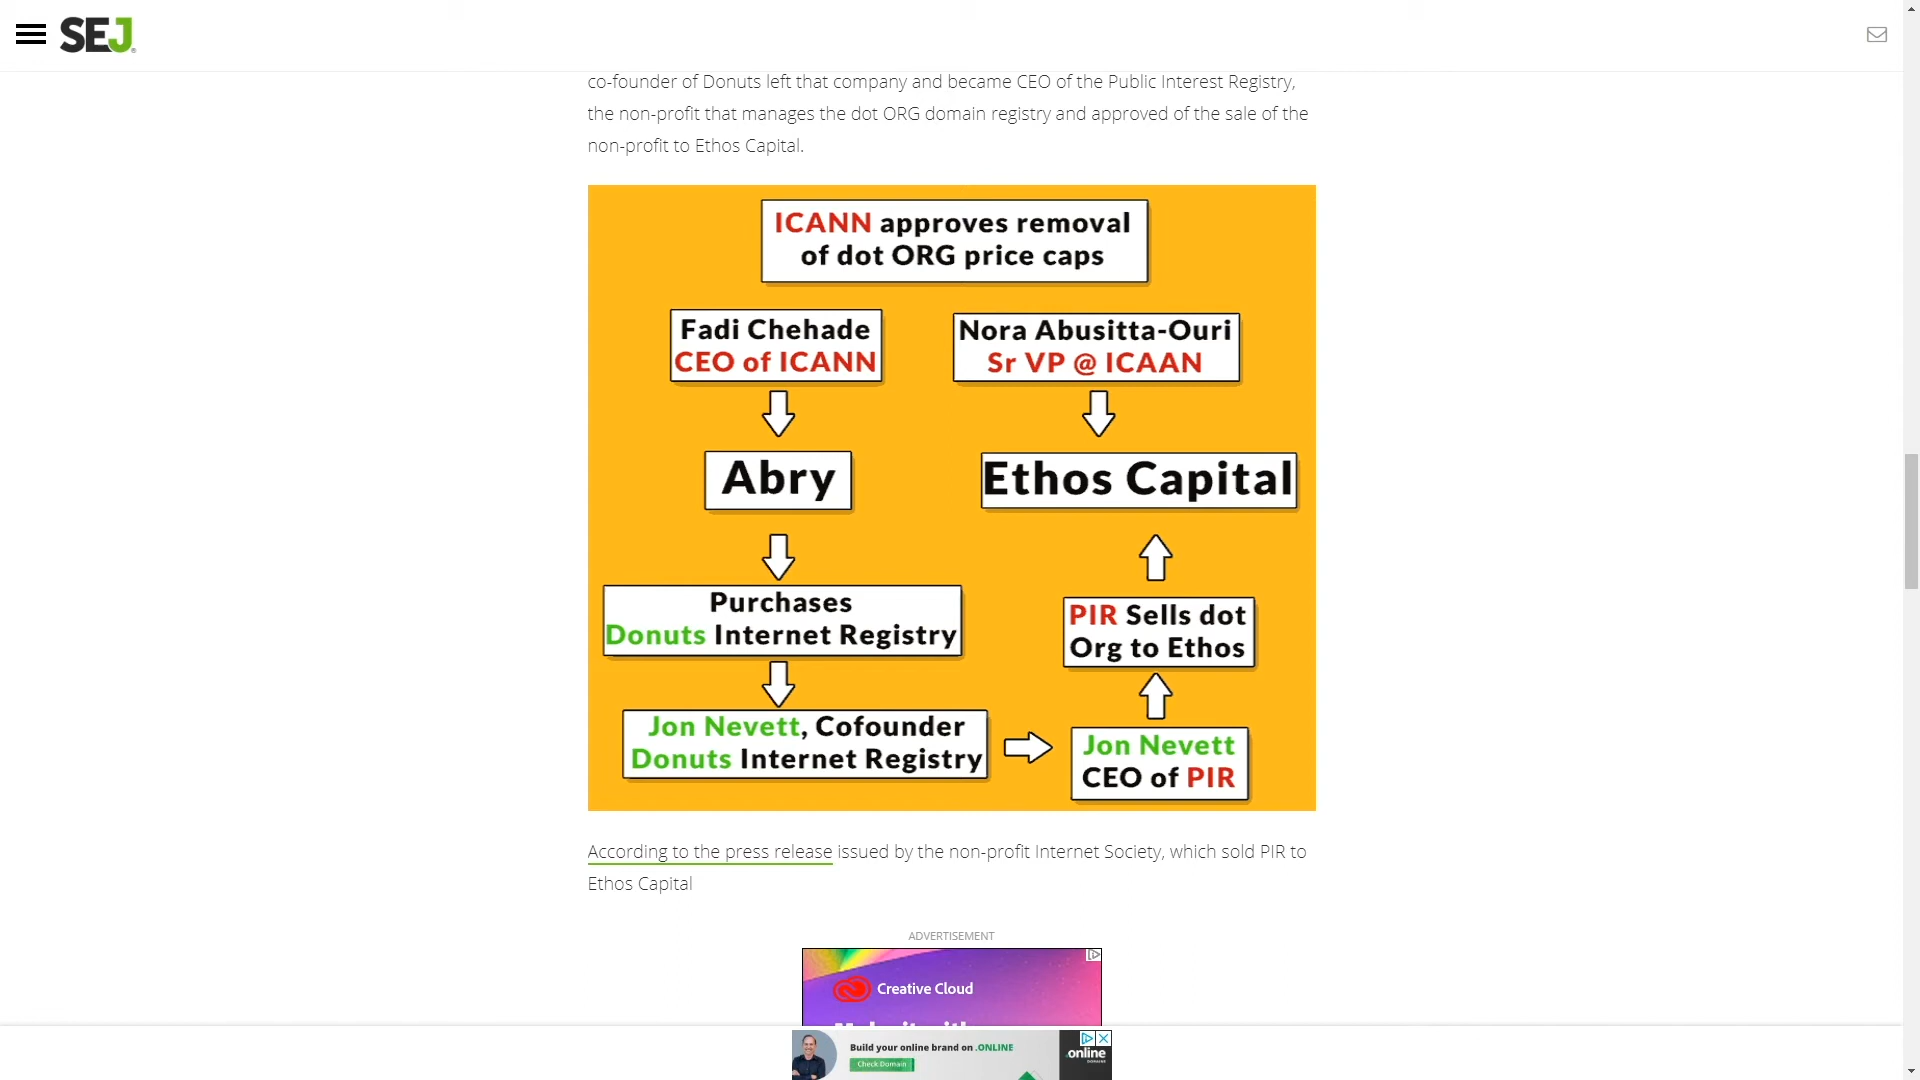 SEJ
co-founder of Donuts left that company and became CEO of the Public Interest Registry,
the non-profit that manages the dot ORG domain registry and approved of the sale of the
non-profit to Ethos Capital.
ICANN approves removal
of dot ORG price caps
Fadi Chehade
CEO of ICANN
Nora Abusitta-Ouri
Sr VP @ ICAAN
Abry
Ethos Capital
Purchases
Donuts Internet Registry
PIR Sells dot
Org to Ethos
Jon Nevett, Cofounder
Donuts Internet Registry
Jon Nevett
CEO of PIR
According to the press release issued by the non-profit Internet Society, which sold PIR to
Ethos Capital
ADVERTISEMENT
Creative Cloud
Build your online brand on .ONLINE
Check Domain
.online